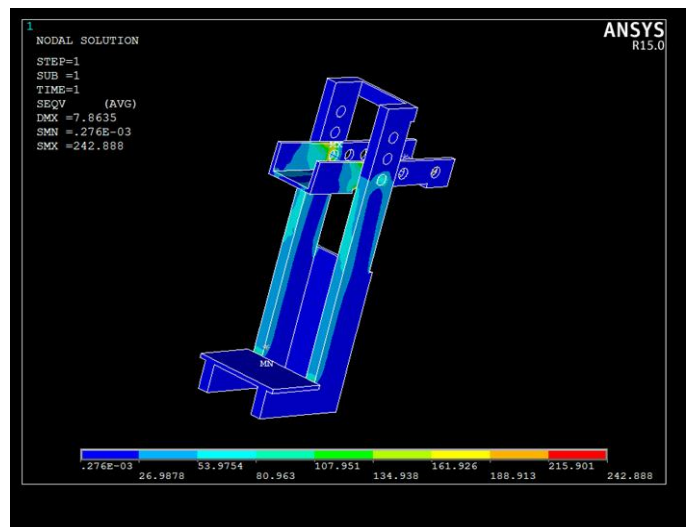 1
ANSYS
R15.0
NODAL SOLUTION
STEP=1
SUB =1
TIME=1
SEQV (AVG)
DMX =7.8635
SMN =.276E-03
SMX =242.888
MX
MN
.276E-03 53.9754 107.951 161.926 215.901
26.9878 80.963 134.938 188.913 242.888